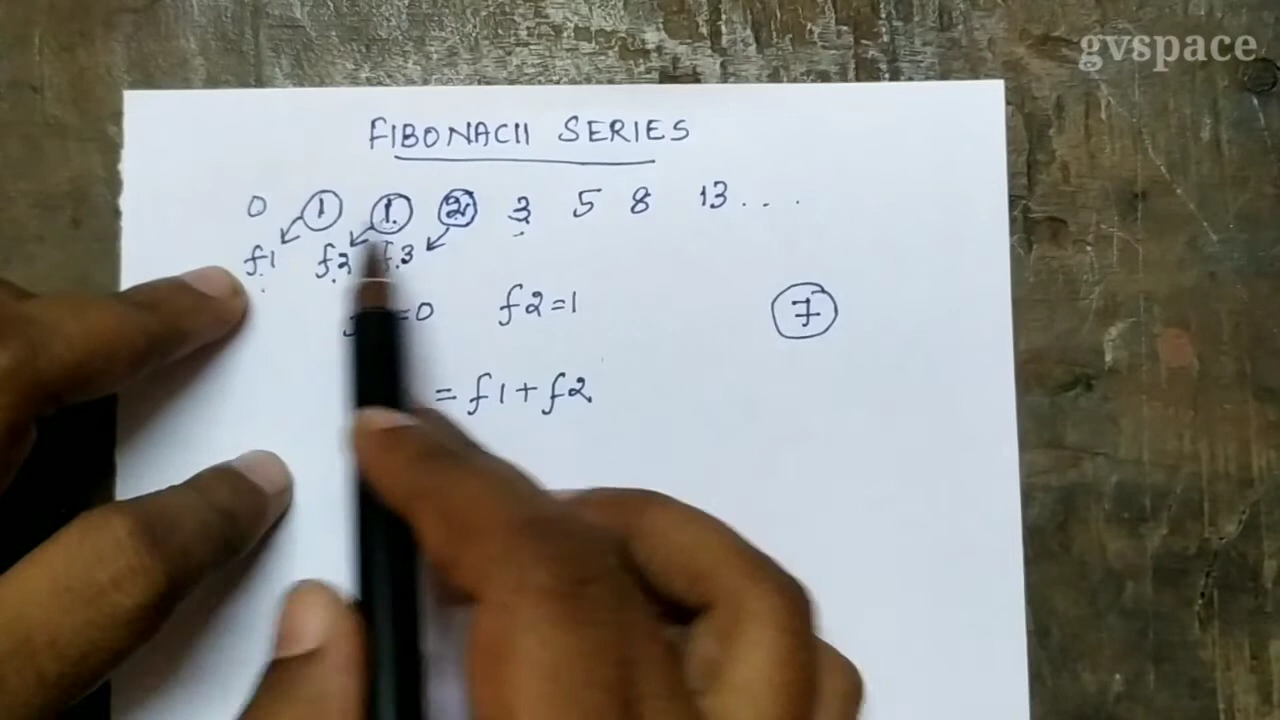 gvspace
FIBONACII SERIES
0 1 1 2 3 5 8 13 . . .
f1 f2 f3
=0 f2=1 7
= f1+f2